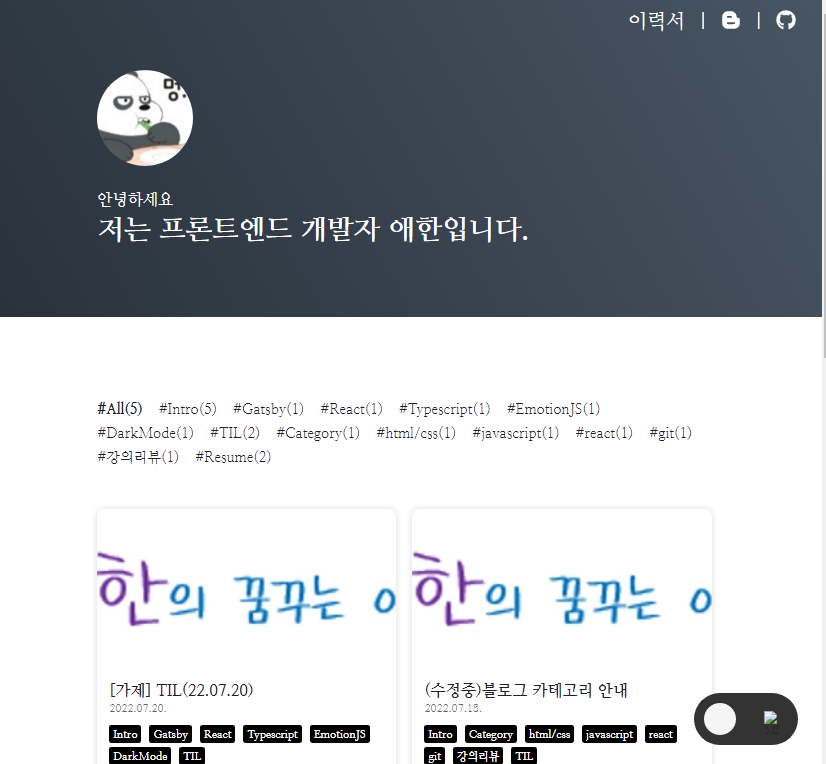 이력서 | |
멍.
안녕하세요
저는 프론트엔드 개발자 애한입니다.
#All(5) #Intro(5) #Gatsby(1) #React(1) #Typescript(1) #EmotionJS(1)
#DarkMode(1) #TIL(2) #Category(1) #html/css(1) #javascript(1) #react(1) #git(1)
#강의리뷰(1) #Resume(2)
한의 꿈꾸는 이
한의 꿈꾸는 이
[가제] TIL(22.07.20)
2022.07.20.
Intro Gatsby React Typescript EmotionJS
DarkMode TIL
(수정중)블로그 카테고리 안내
2022.07.18.
Intro Category html/css javascript react
git 강의리뷰 TIL